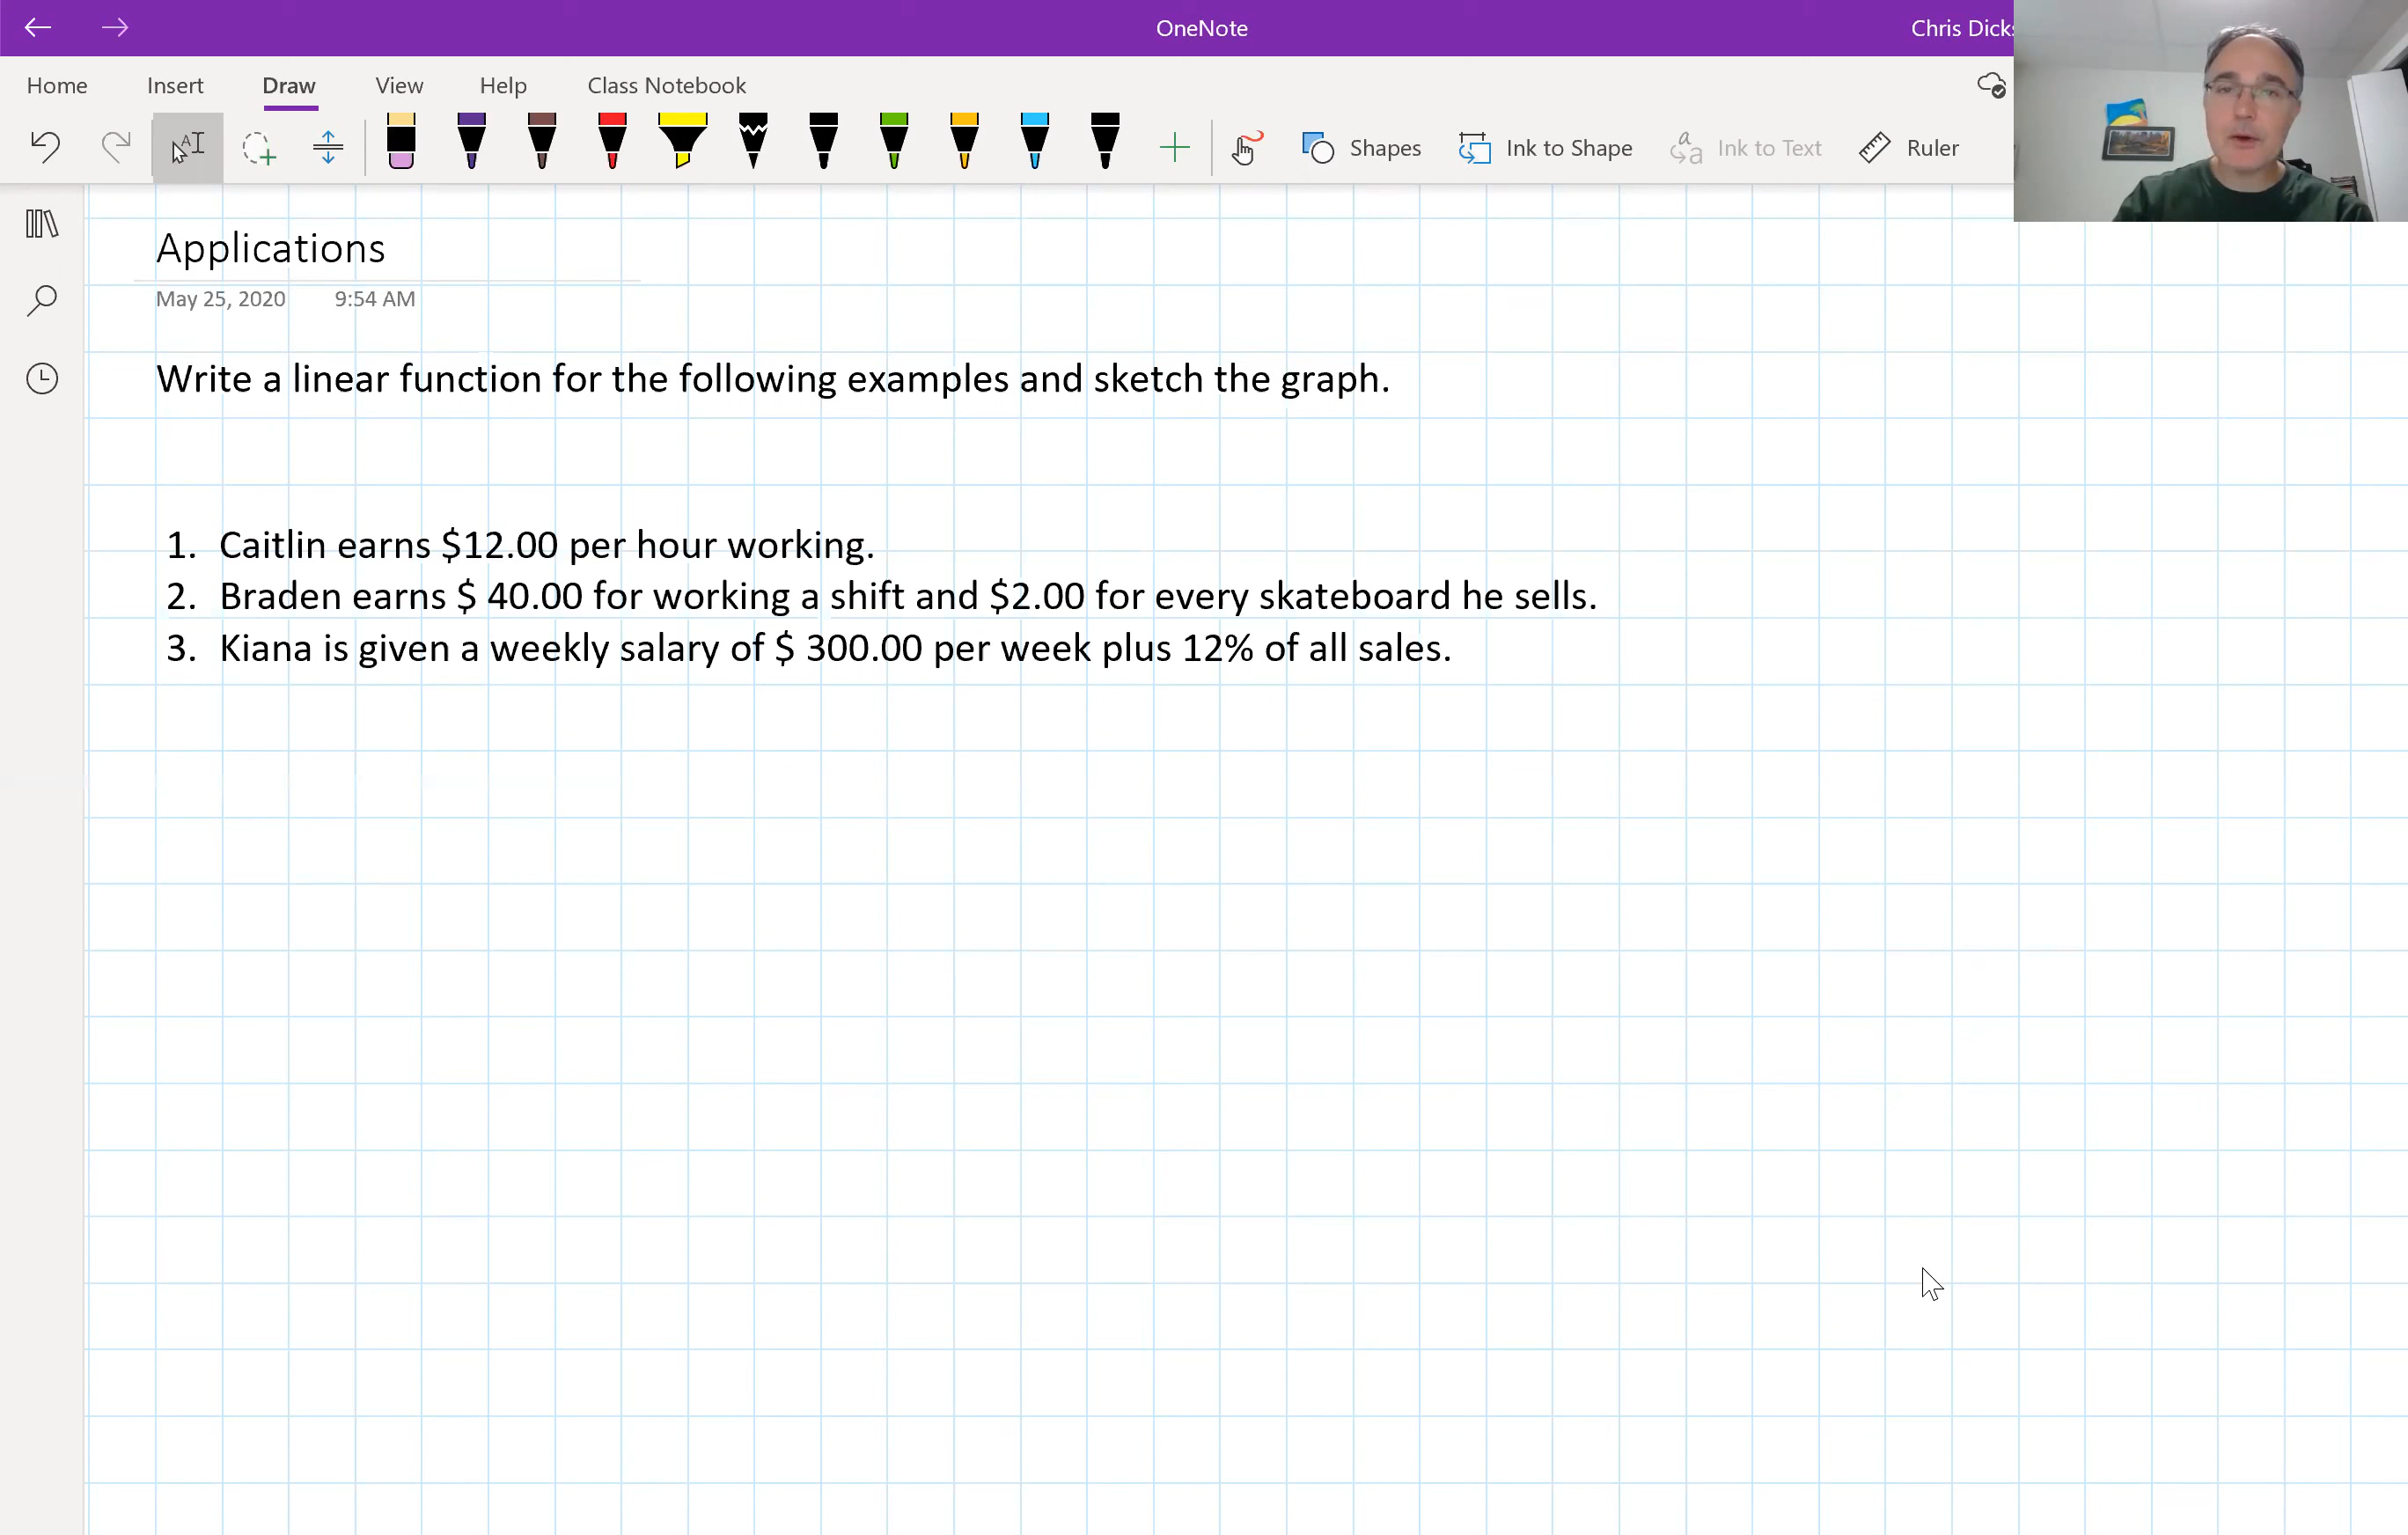 OneNote
Chris Dicks
Home Insert Draw View Help Class Notebook
Shapes Ink to Shape Ink to Text Ruler
Applications
May 25, 2020 9:54 AM
Write a linear function for the following examples and sketch the graph.
1. Caitlin earns $12.00 per hour working.
2. Braden earns $ 40.00 for working a shift and $2.00 for every skateboard he sells.
3. Kiana is given a weekly salary of $ 300.00 per week plus 12% of all sales.